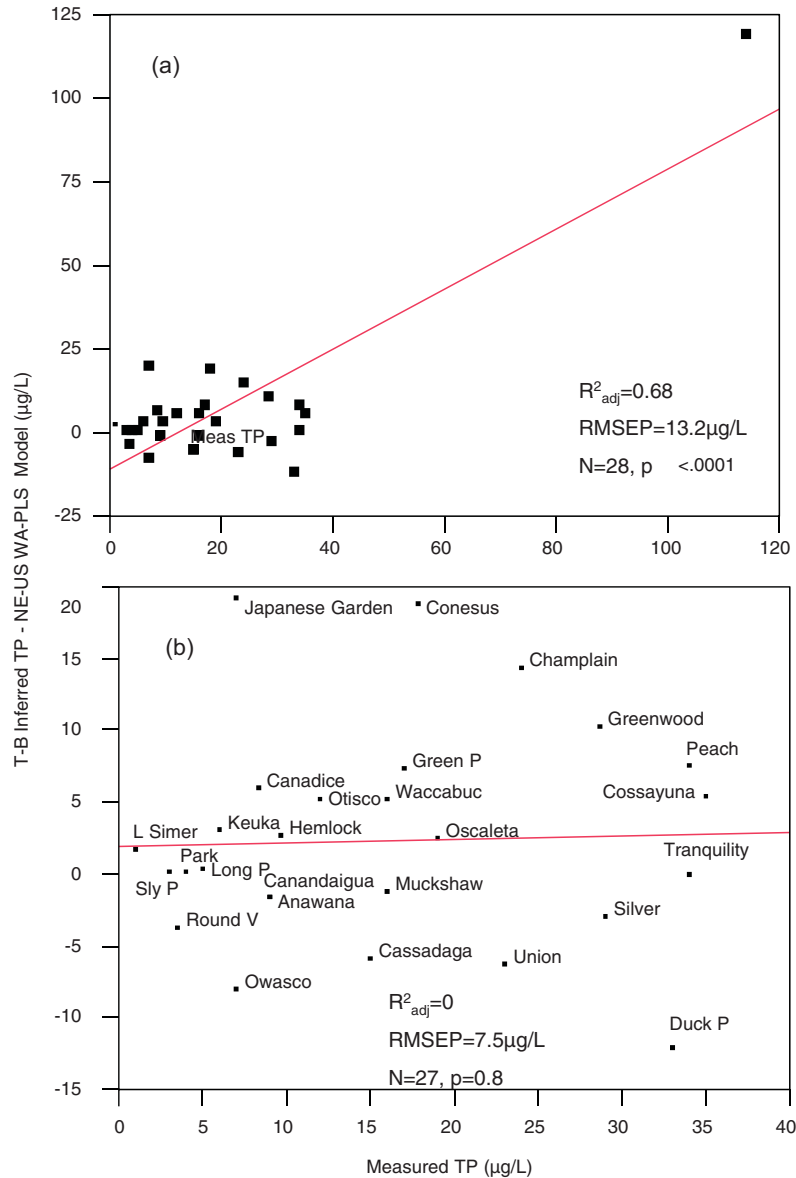 T-B Inferred TP - NE-US WA-PLS Model (µg/L)
125
100
75
50
25
0
-25
(a)
Meas TP
R²adj=0.68
RMSEP=13.2µg/L
N=28, p <.0001
0 20 40 60 80 100 120
20
15
10
5
0
-5
-10
-15
(b)
Japanese Garden
Conesus
Champlain
Greenwood
Peach
Green P
Canadice
Otisco
Waccabuc
Cossayuna
L Simer
Keuka
Hemlock
Oscaleta
Park
Long P
Tranquility
Sly P
Canandaigua
Anawana
Muckshaw
Silver
Round V
Cassadaga
Union
Owasco
Duck P
R²adj=0
RMSEP=7.5µg/L
N=27, p=0.8
0 5 10 15 20 25 30 35 40
Measured TP (µg/L)